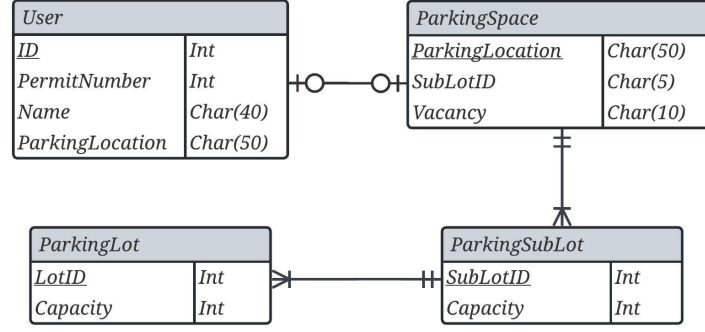 User
ID Int
PermitNumber Int
Name Char(40)
ParkingLocation Char(50)
ParkingSpace
ParkingLocation Char(50)
SubLotID Char(5)
Vacancy Char(10)
ParkingLot
LotID Int
Capacity Int
ParkingSubLot
SubLotID Int
Capacity Int